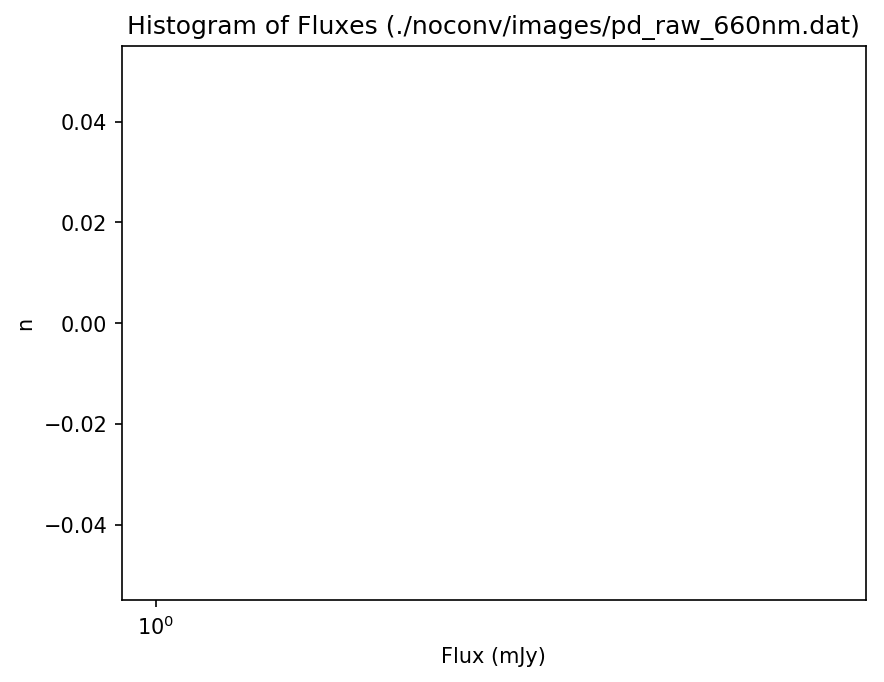 Histogram of Fluxes (./noconv/images/pd_raw_660nm.dat)
0.04
0.02
0.00
−0.02
−0.04
n
10⁰
Flux (mJy)